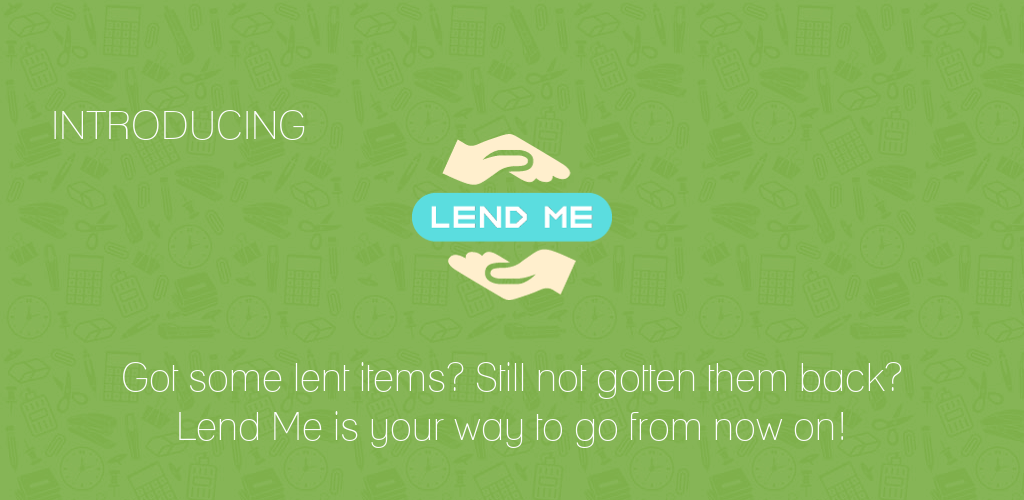 INTRODUCING
LEND ME
Got some lent items? Still not gotten them back?
Lend Me is your way to go from now on!